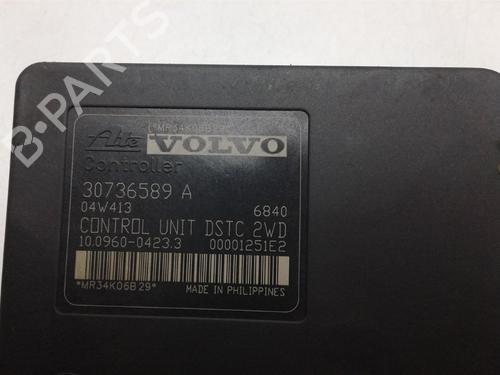 *MR34K06B29*
Ate VOLVO
Controller
30736589 A
04W413 6840
CONTROL UNIT DSTC 2WD
10.0960-0423.3 00001251E2
*MR34K06B29* MADE IN PHILIPPINES
B-PARTS